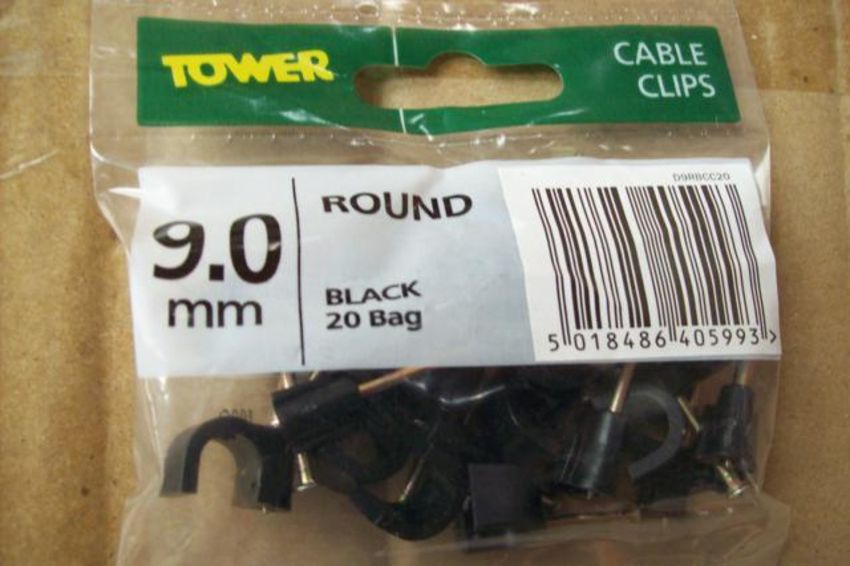 TOWER
CABLE
CLIPS
D9RBCC20
9.0
mm
ROUND
BLACK
20 Bag
5 018486 405993 >